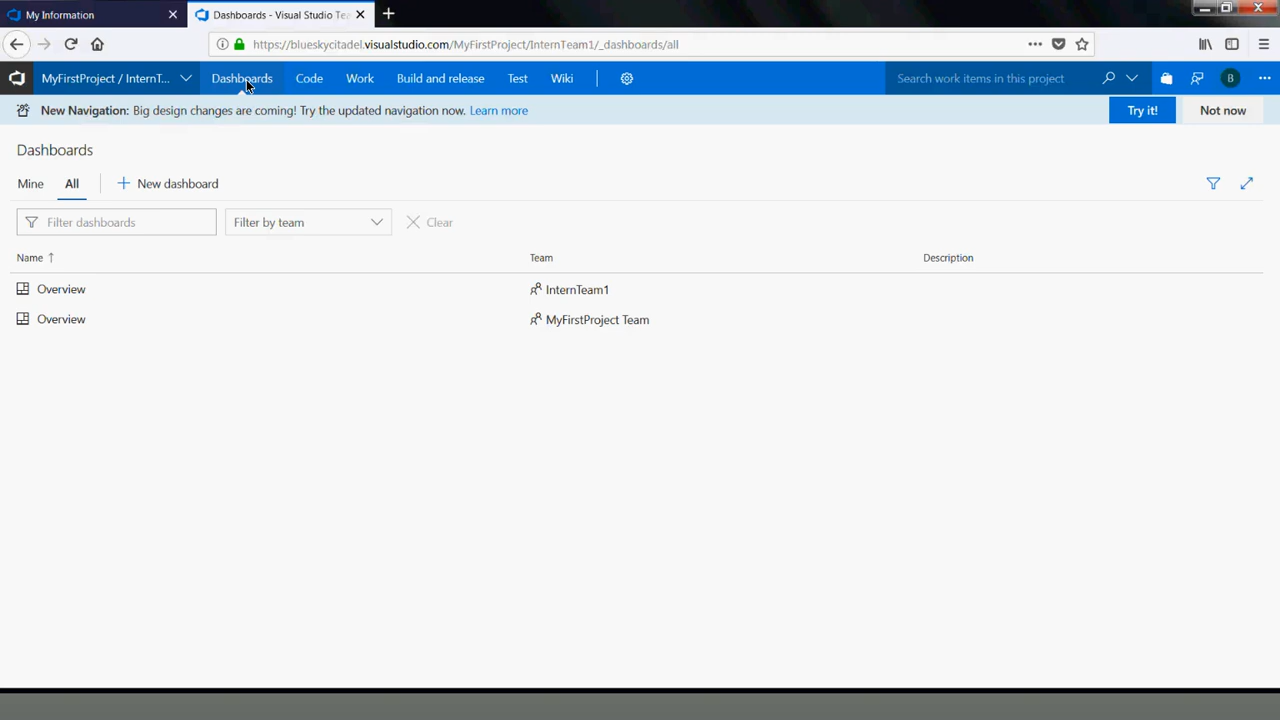 My Information
Dashboards - Visual Studio Te
https://blueskycitadel.visualstudio.com/MyFirstProject/InternTeam1/_dashboards/all
MyFirstProject / InternT... Dashboards Code Work Build and release Test Wiki Search work items in this project B
New Navigation: Big design changes are coming! Try the updated navigation now. Learn more Try it! Not now
Dashboards
Mine All New dashboard
Filter dashboards Filter by team Clear
Name Team Description
Overview InternTeam1
Overview MyFirstProject Team